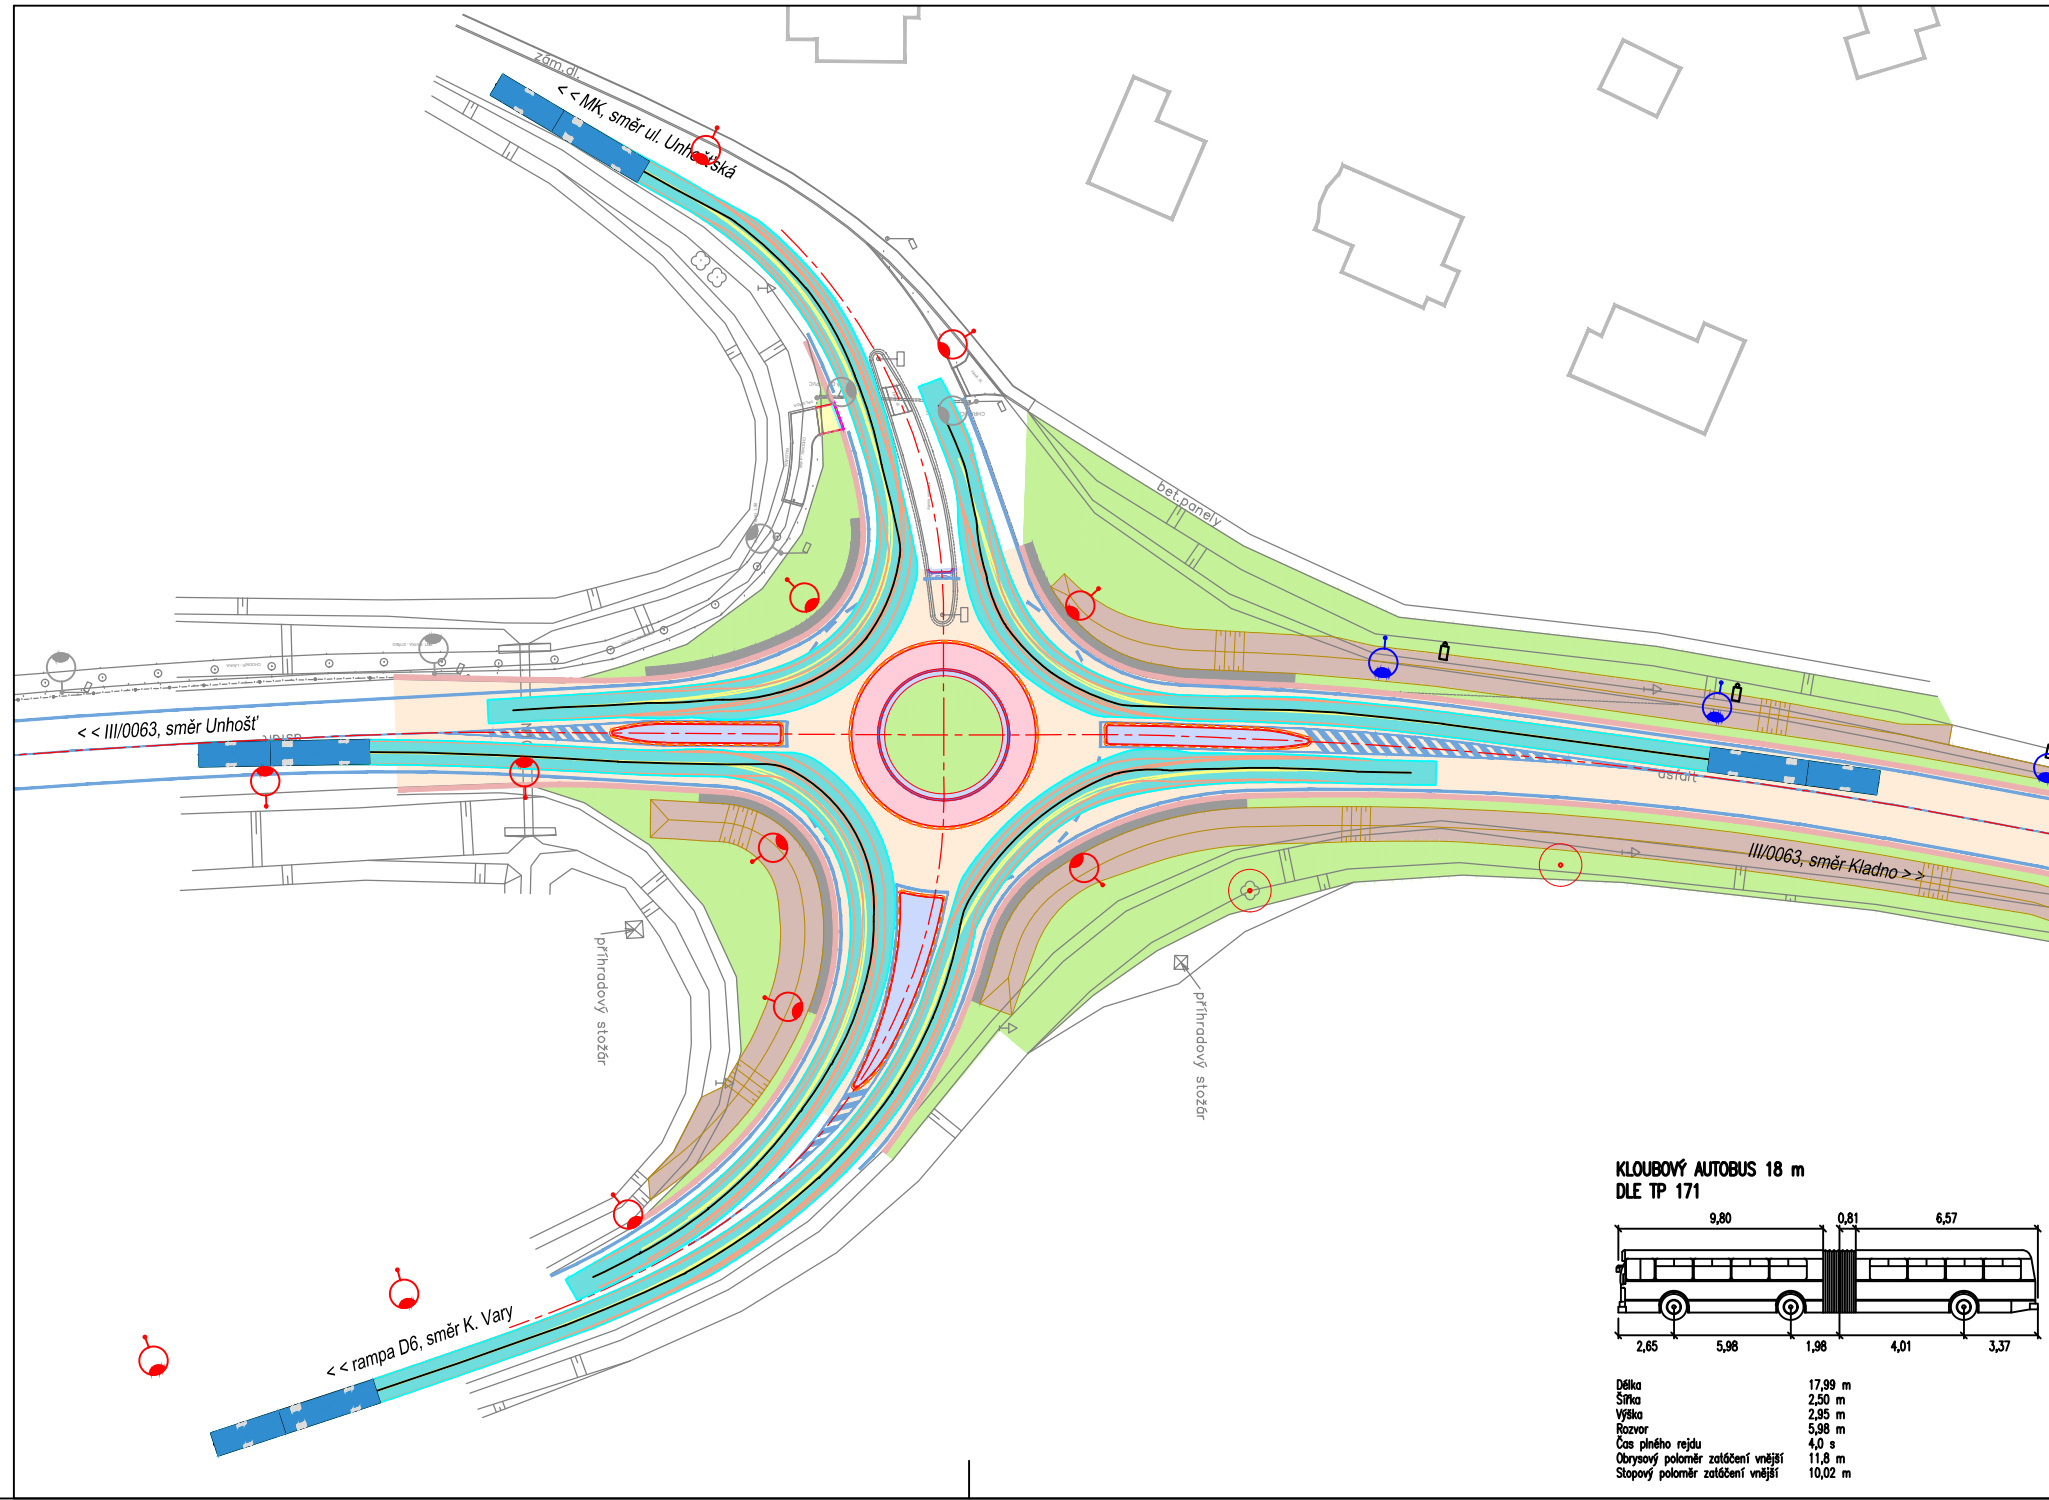 zám.dl.
< < MK, směr ul. Unhošťská
bet.panely
< < III/0063, směr Unhošť
asfalt
asfalt
III/0063, směr Kladno > >
příhradový stožár
příhradový stožár
< < rampa D6, směr K. Vary
KLOUBOVÝ AUTOBUS 18 m
DLE TP 171
9,80 0,81 6,57
2,65 5,98 1,98 4,01 3,37
Délka 17,99 m
Šířka 2,50 m
Výška 2,95 m
Rozvor 5,98 m
Čas plného rejdu 4,0 s
Obrysový poloměr zatáčení vnější 11,8 m
Stopový poloměr zatáčení vnější 10,02 m